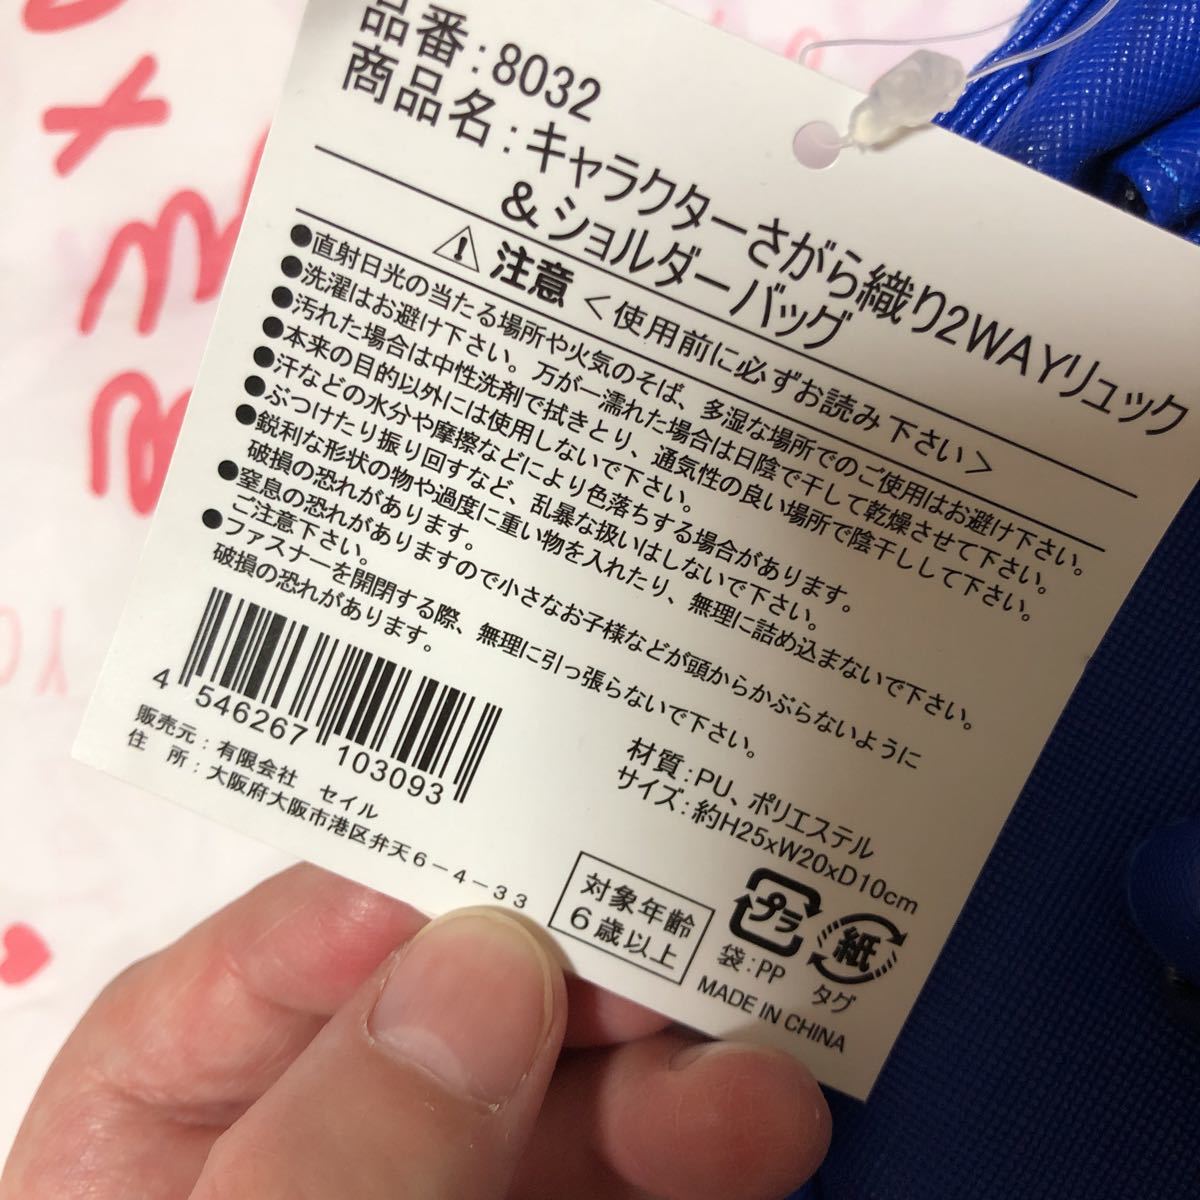 品番:8032
商品名:キャラクターさがら織り2WAYリュック
&ショルダーバッグ
注意 <使用前に必ずお読み下さい>
●直射日光の当たる場所や火気のそば、多湿な場所でのご使用はお避け下さい。
●洗濯はお避け下さい。万が一濡れた場合は日陰で干して乾燥させて下さい。
●汚れた場合は中性洗剤で拭きとり、通気性の良い場所で陰干しして下さい。
●本来の目的以外には使用しないで下さい。
●汗などの水分や摩擦などにより色落ちする場合があります。
●ぶつけたり振り回すなど、乱暴な扱いはしないで下さい。
●鋭利な形状の物や過度に重い物を入れたり、無理に詰め込まないで下さい。
破損の恐れがあります。
●窒息の恐れがありますので小さなお子様などが頭からかぶらないように
ご注意下さい。
●ファスナーを開閉する際、無理に引っ張らないで下さい。
破損の恐れがあります。
4 546267 103093
材質:PU、ポリエステル
サイズ:約H25xW20xD10cm
販売元:有限会社 セイル
住 所:大阪府大阪市港区弁天6-4-33
対象年齢
6歳以上
プラ
袋:PP
紙
タグ
MADE IN CHINA